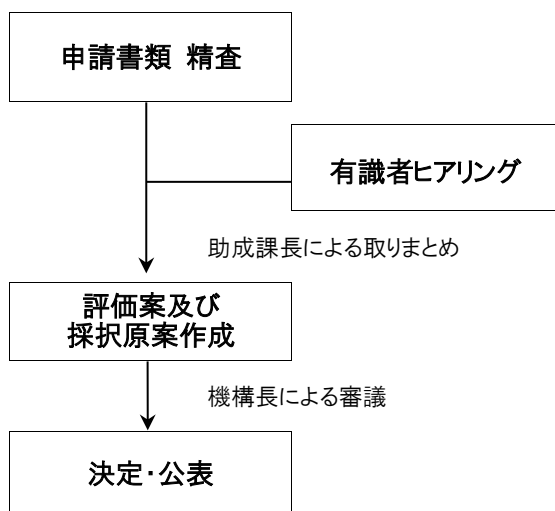 申請書類 精査
有識者ヒアリング
助成課長による取りまとめ
評価案及び
採択原案作成
機構長による審議
決定・公表